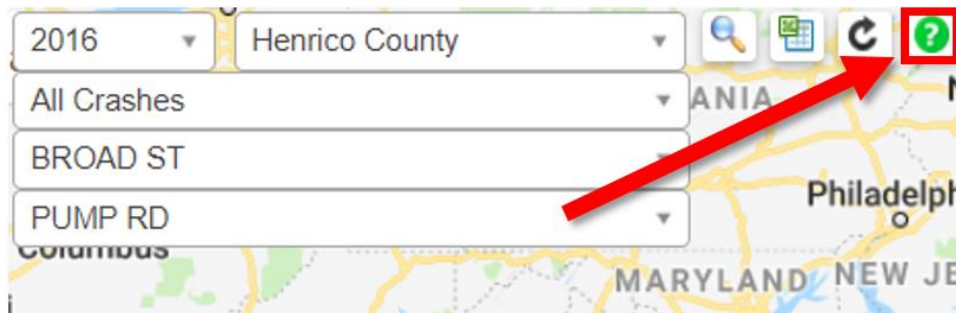 2016 Henrico County ?
All Crashes
ANIA
BROAD ST
PUMP RD
Philadelph
Columbus
MARYLAND NEW JE